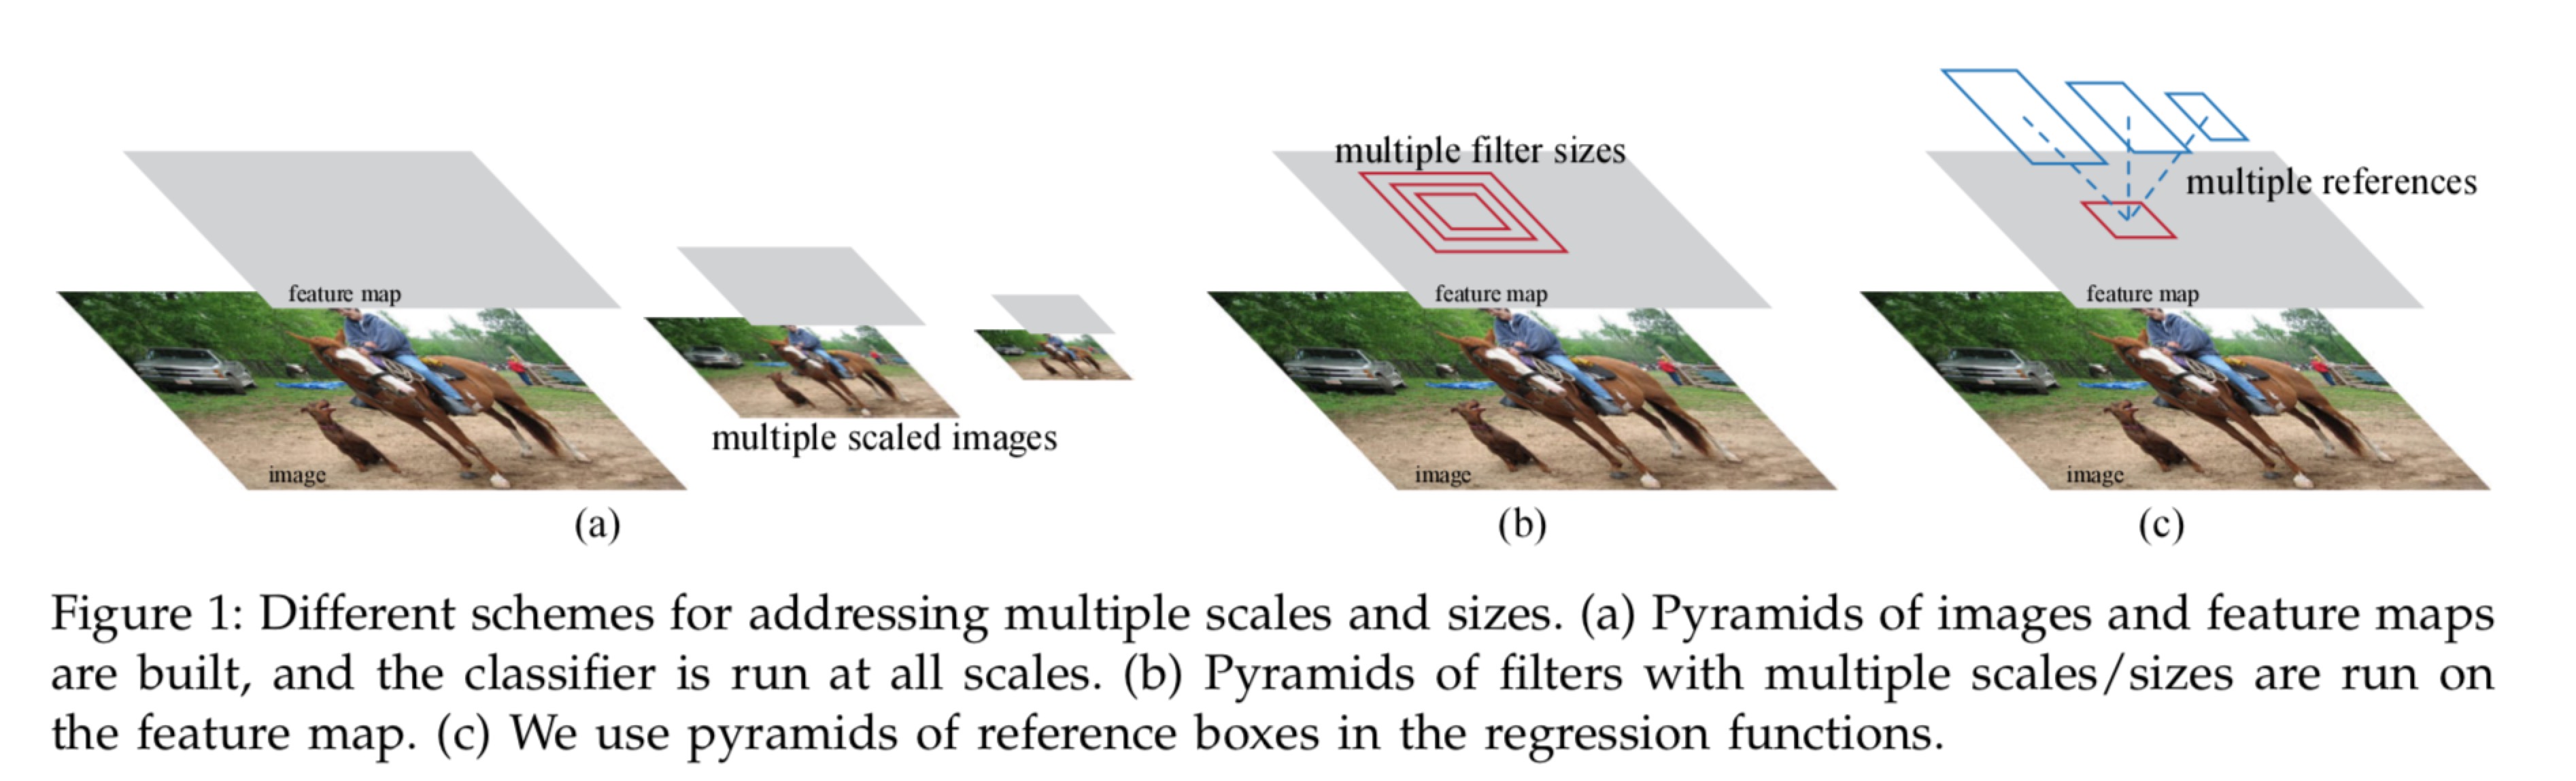 multiple filter sizes
multiple references
feature map
feature map
feature map
multiple scaled images
image
image
image
(a)
(b)
(c)
Figure 1: Different schemes for addressing multiple scales and sizes. (a) Pyramids of images and feature maps
are built, and the classifier is run at all scales. (b) Pyramids of filters with multiple scales/sizes are run on
the feature map. (c) We use pyramids of reference boxes in the regression functions.